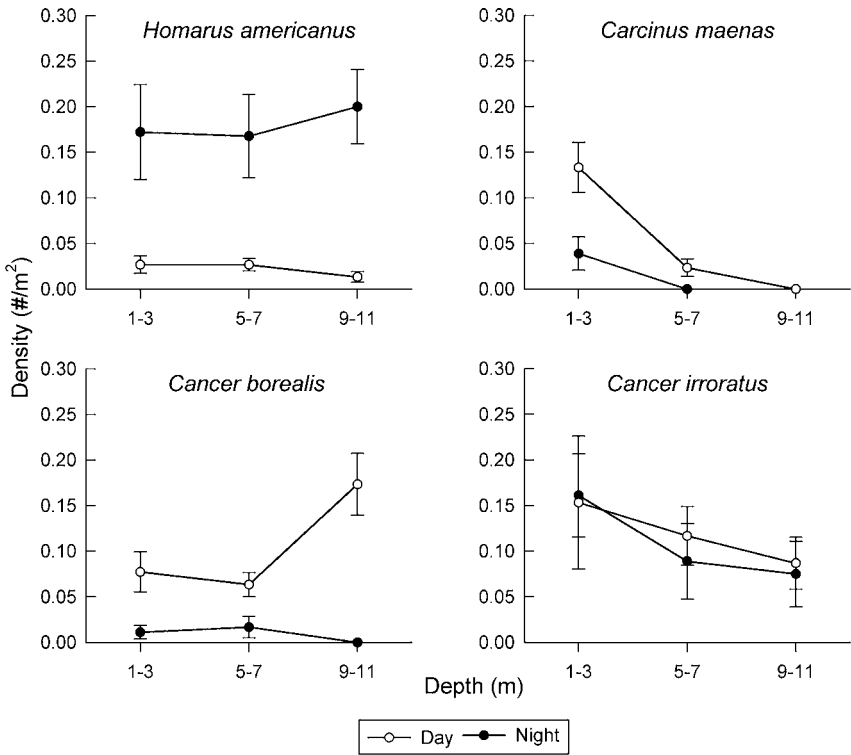 Homarus americanus
0.30
0.25
0.20
0.15
0.10
0.05
0.00
1-3 5-7 9-11
Carcinus maenas
0.30
0.25
0.20
0.15
0.10
0.05
0.00
1-3 5-7 9-11
Density (#/m²)
Cancer borealis
0.30
0.25
0.20
0.15
0.10
0.05
0.00
1-3 5-7 9-11
Cancer irroratus
0.30
0.25
0.20
0.15
0.10
0.05
0.00
1-3 5-7 9-11
Depth (m)
Day Night